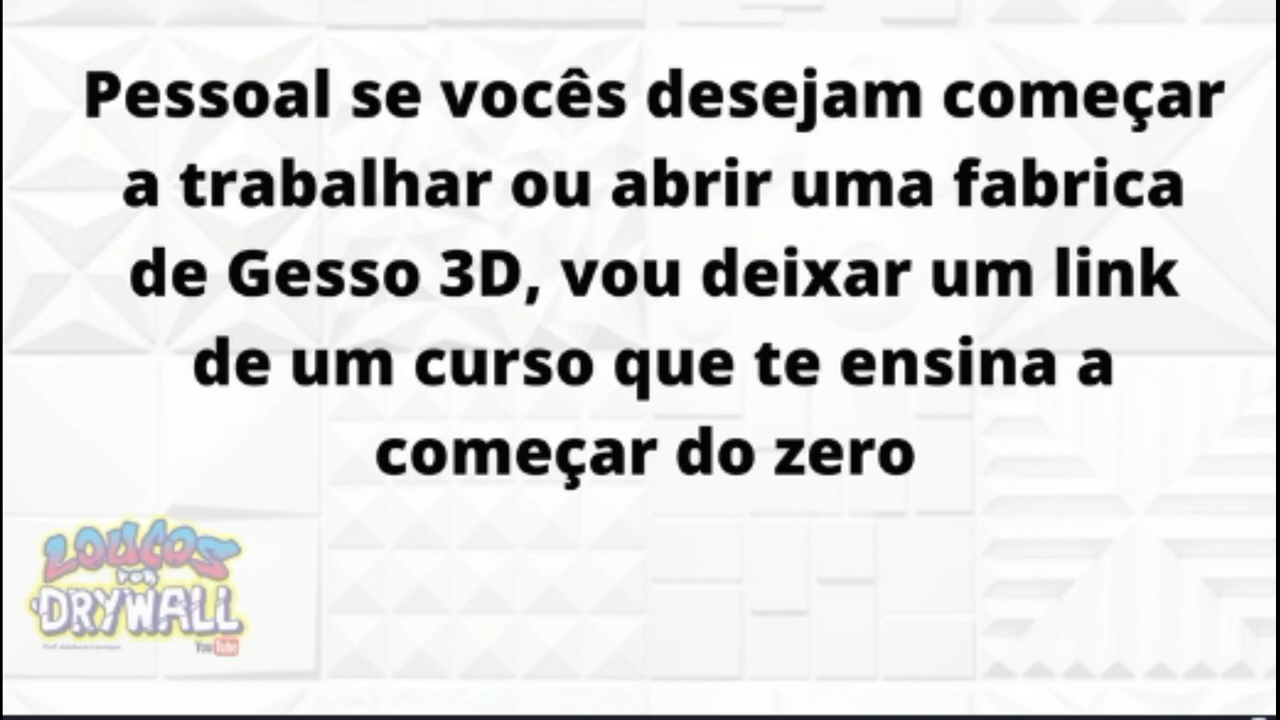 Pessoal se vocês desejam começar
a trabalhar ou abrir uma fabrica
de Gesso 3D, vou deixar um link
de um curso que te ensina a
começar do zero
LOUCOS
POR
DRYWALL
YouTube